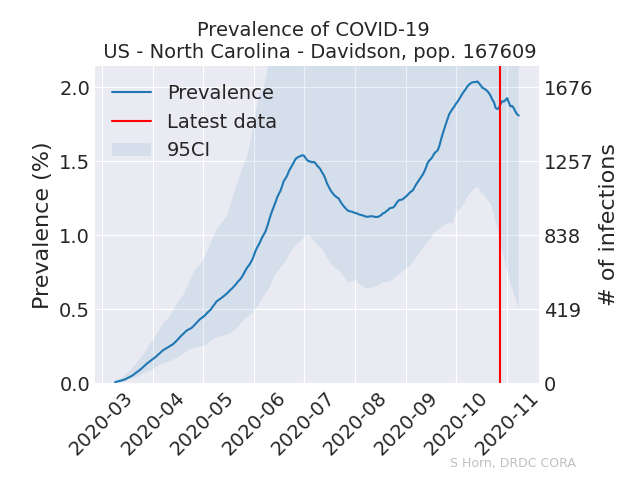 Prevalence of COVID-19
US - North Carolina - Davidson, pop. 167609
Prevalence
Latest data
95CI
Prevalence (%)
2.0
1.5
1.0
0.5
0.0
1676
1257
838
419
0
# of infections
2020-03
2020-04
2020-05
2020-06
2020-07
2020-08
2020-09
2020-10
2020-11
S Horn, DRDC CORA